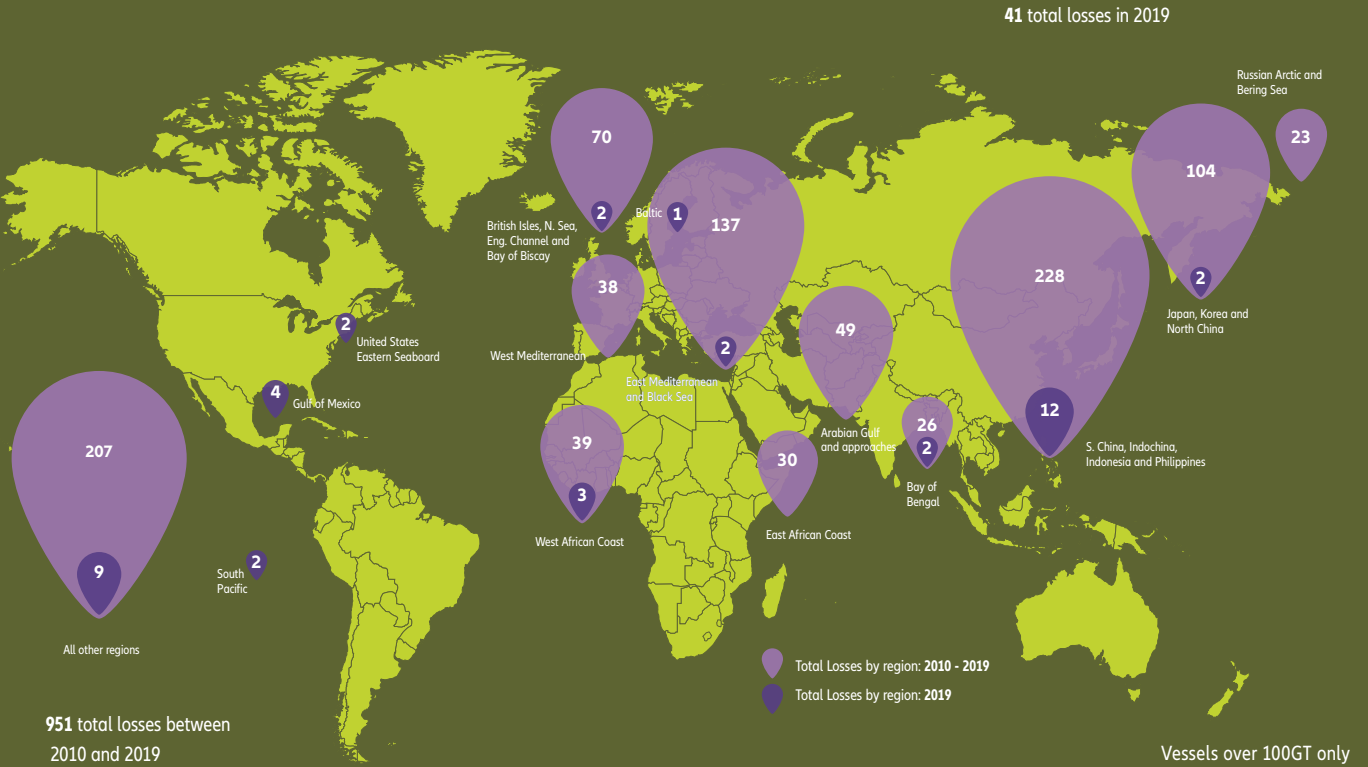 41 total losses in 2019
Russian Arctic and
Bering Sea
23
104
2
Japan, Korea and
North China
70
2
British Isles, N. Sea,
Eng. Channel and
Bay of Biscay
Baltic
1
137
2
East Mediterranean
and Black Sea
228
12
S. China, Indochina,
Indonesia and Philippines
38
West Mediterranean
49
Arabian Gulf
and approaches
2
United States
Eastern Seaboard
4
Gulf of Mexico
26
2
Bay of
Bengal
39
3
West African Coast
30
East African Coast
207
9
All other regions
2
South
Pacific
Total Losses by region: 2010 - 2019
Total Losses by region: 2019
951 total losses between
2010 and 2019
Vessels over 100GT only